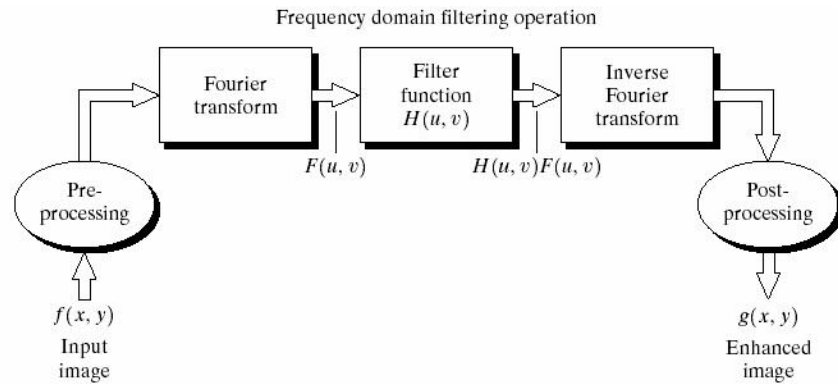 Frequency domain filtering operation
Fourier
transform
Filter
function
H(u, v)
Inverse
Fourier
transform
F(u, v)
H(u, v)F(u, v)
Pre-
processing
Post-
processing
f(x, y)
Input
image
g(x, y)
Enhanced
image